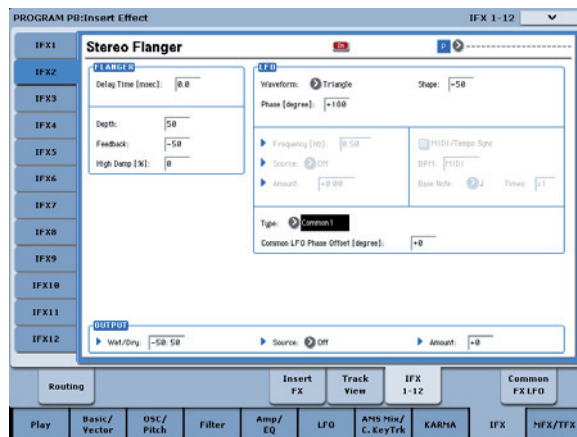 PROGRAM P8:Insert Effect
IFX 1-12
IFX1
IFX2
IFX3
IFX4
IFX5
IFX6
IFX7
IFX8
IFX9
IFX10
IFX11
IFX12
Stereo Flanger
On
P
FLANGER
Delay Time [msec]: 0.0
Depth: 50
Feedback: -50
High Damp [%]: 0
LFO
Waveform: Triangle
Shape: -50
Phase [degree]: +180
Frequency [Hz]: 0.50
MIDI/Tempo Sync
Source: Off
BPM: MIDI
Amount: +0.00
Base Note: ♩
Times: x1
Type: Common1
Common LFO Phase Offset [degree]: +0
OUTPUT
Wet/Dry: -50:50
Source: Off
Amount: +0
Routing
Insert FX
Track View
IFX 1-12
Common FX LFO
Play
Basic/ Vector
OSC/ Pitch
Filter
Amp/ EQ
LFO
AMS Mix/ C.KeyTrk
KARMA
IFX
MFX/TFX